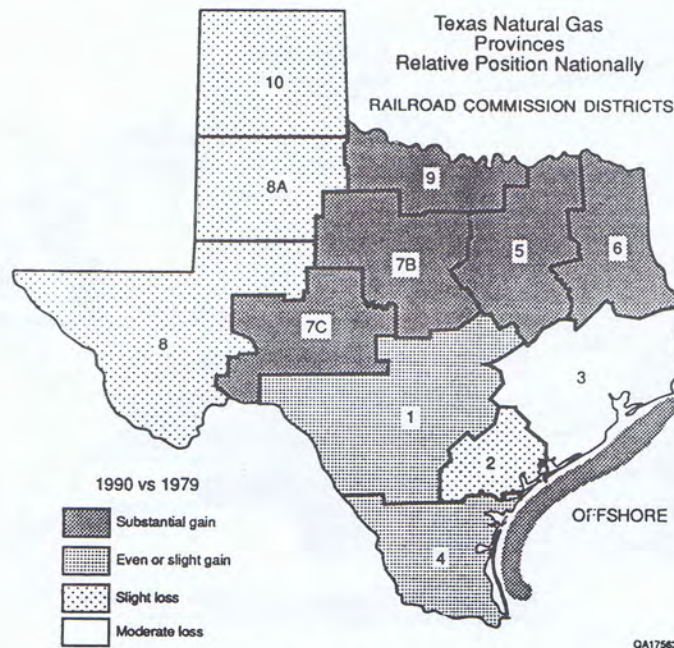 Texas Natural Gas
Provinces
Relative Position Nationally
RAILROAD COMMISSION DISTRICTS
10
8A
9
7B
5
6
8
7C
3
1
2
4
OFFSHORE
1990 vs 1979
Substantial gain
Even or slight gain
Slight loss
Moderate loss
QA17563